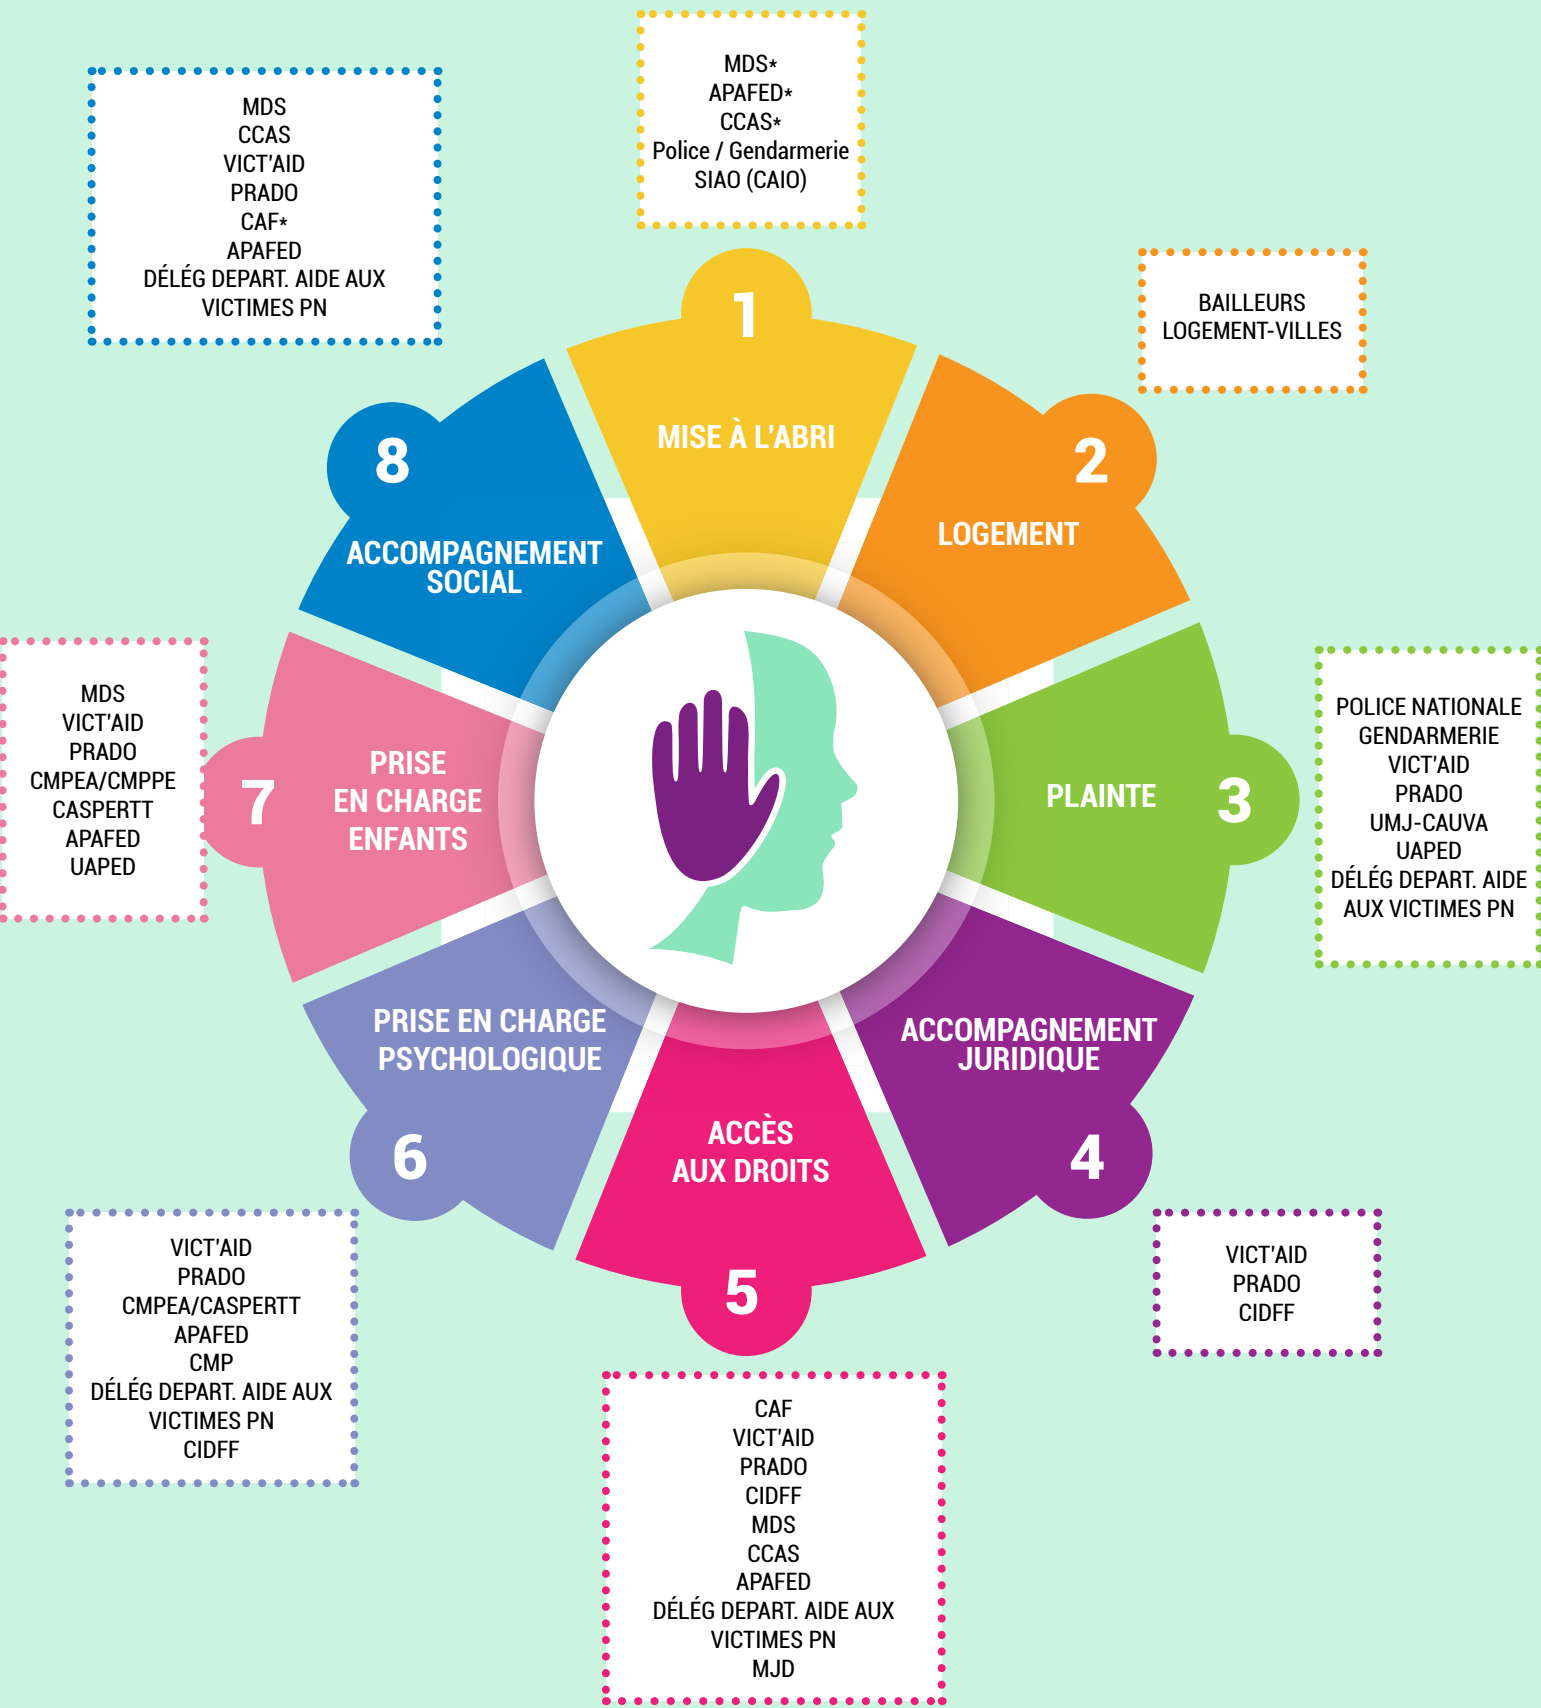 MDS*
APAFED*
CCAS*
Police / Gendarmerie
SIAO (CAIO)
1
MISE À L'ABRI
BAILLEURS
LOGEMENT-VILLES
2
LOGEMENT
POLICE NATIONALE
GENDARMERIE
VICT'AID
PRADO
UMJ-CAUVA
UAPED
DÉLÉG DEPART. AIDE
AUX VICTIMES PN
3
PLAINTE
ACCOMPAGNEMENT
JURIDIQUE
4
VICT'AID
PRADO
CIDFF
ACCÈS
AUX DROITS
5
CAF
VICT'AID
PRADO
CIDFF
MDS
CCAS
APAFED
DÉLÉG DEPART. AIDE AUX
VICTIMES PN
MJD
PRISE EN CHARGE
PSYCHOLOGIQUE
6
VICT'AID
PRADO
CMPEA/CASPERTT
APAFED
CMP
DÉLÉG DEPART. AIDE AUX
VICTIMES PN
CIDFF
PRISE
EN CHARGE
ENFANTS
7
MDS
VICT'AID
PRADO
CMPEA/CMPPE
CASPERTT
APAFED
UAPED
8
ACCOMPAGNEMENT
SOCIAL
MDS
CCAS
VICT'AID
PRADO
CAF*
APAFED
DÉLÉG DEPART. AIDE AUX
VICTIMES PN